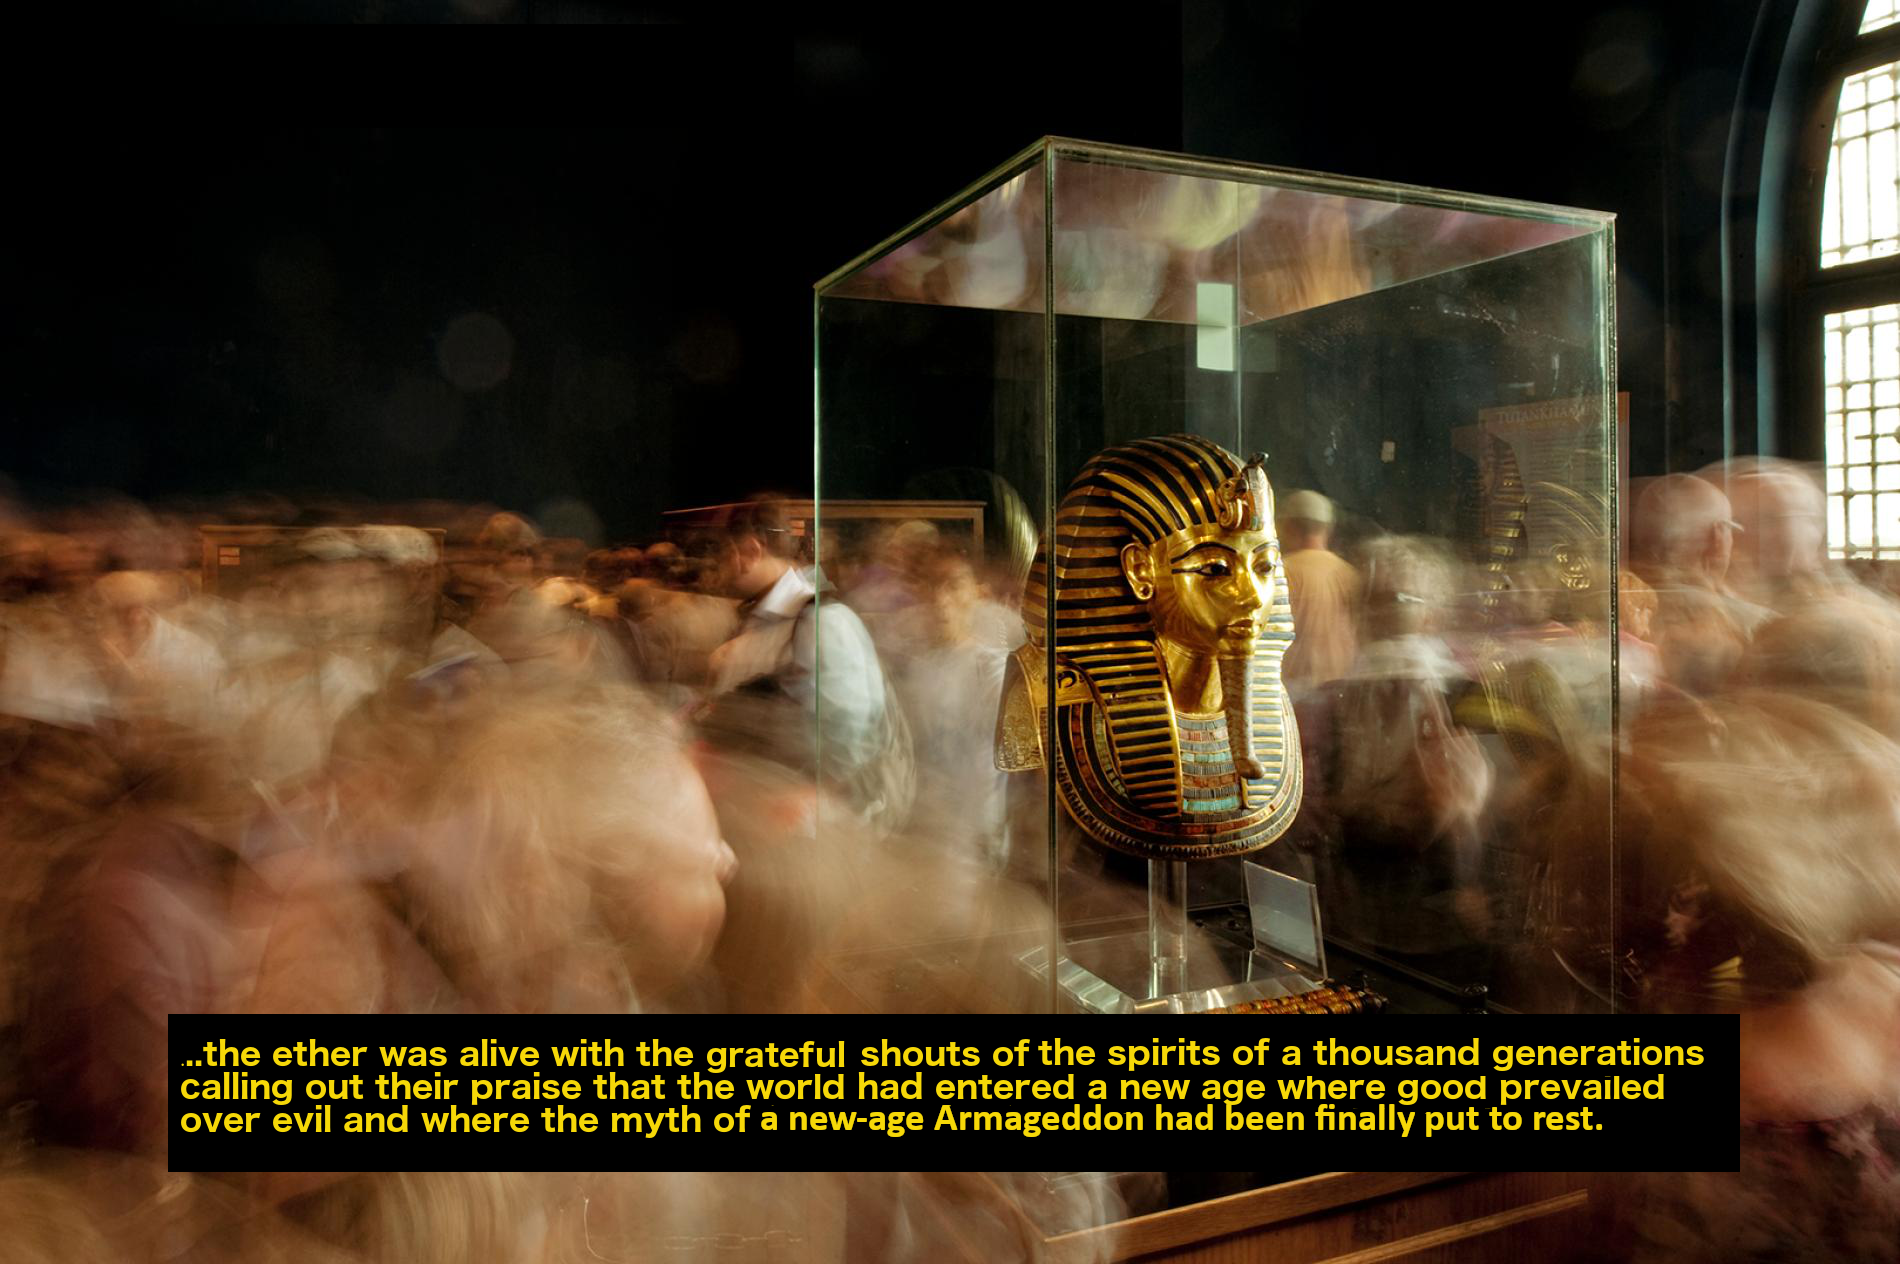 TUTANKHAMUN
...the ether was alive with the grateful shouts of the spirits of a thousand generations
calling out their praise that the world had entered a new age where good prevailed
over evil and where the myth of a new-age Armageddon had been finally put to rest.